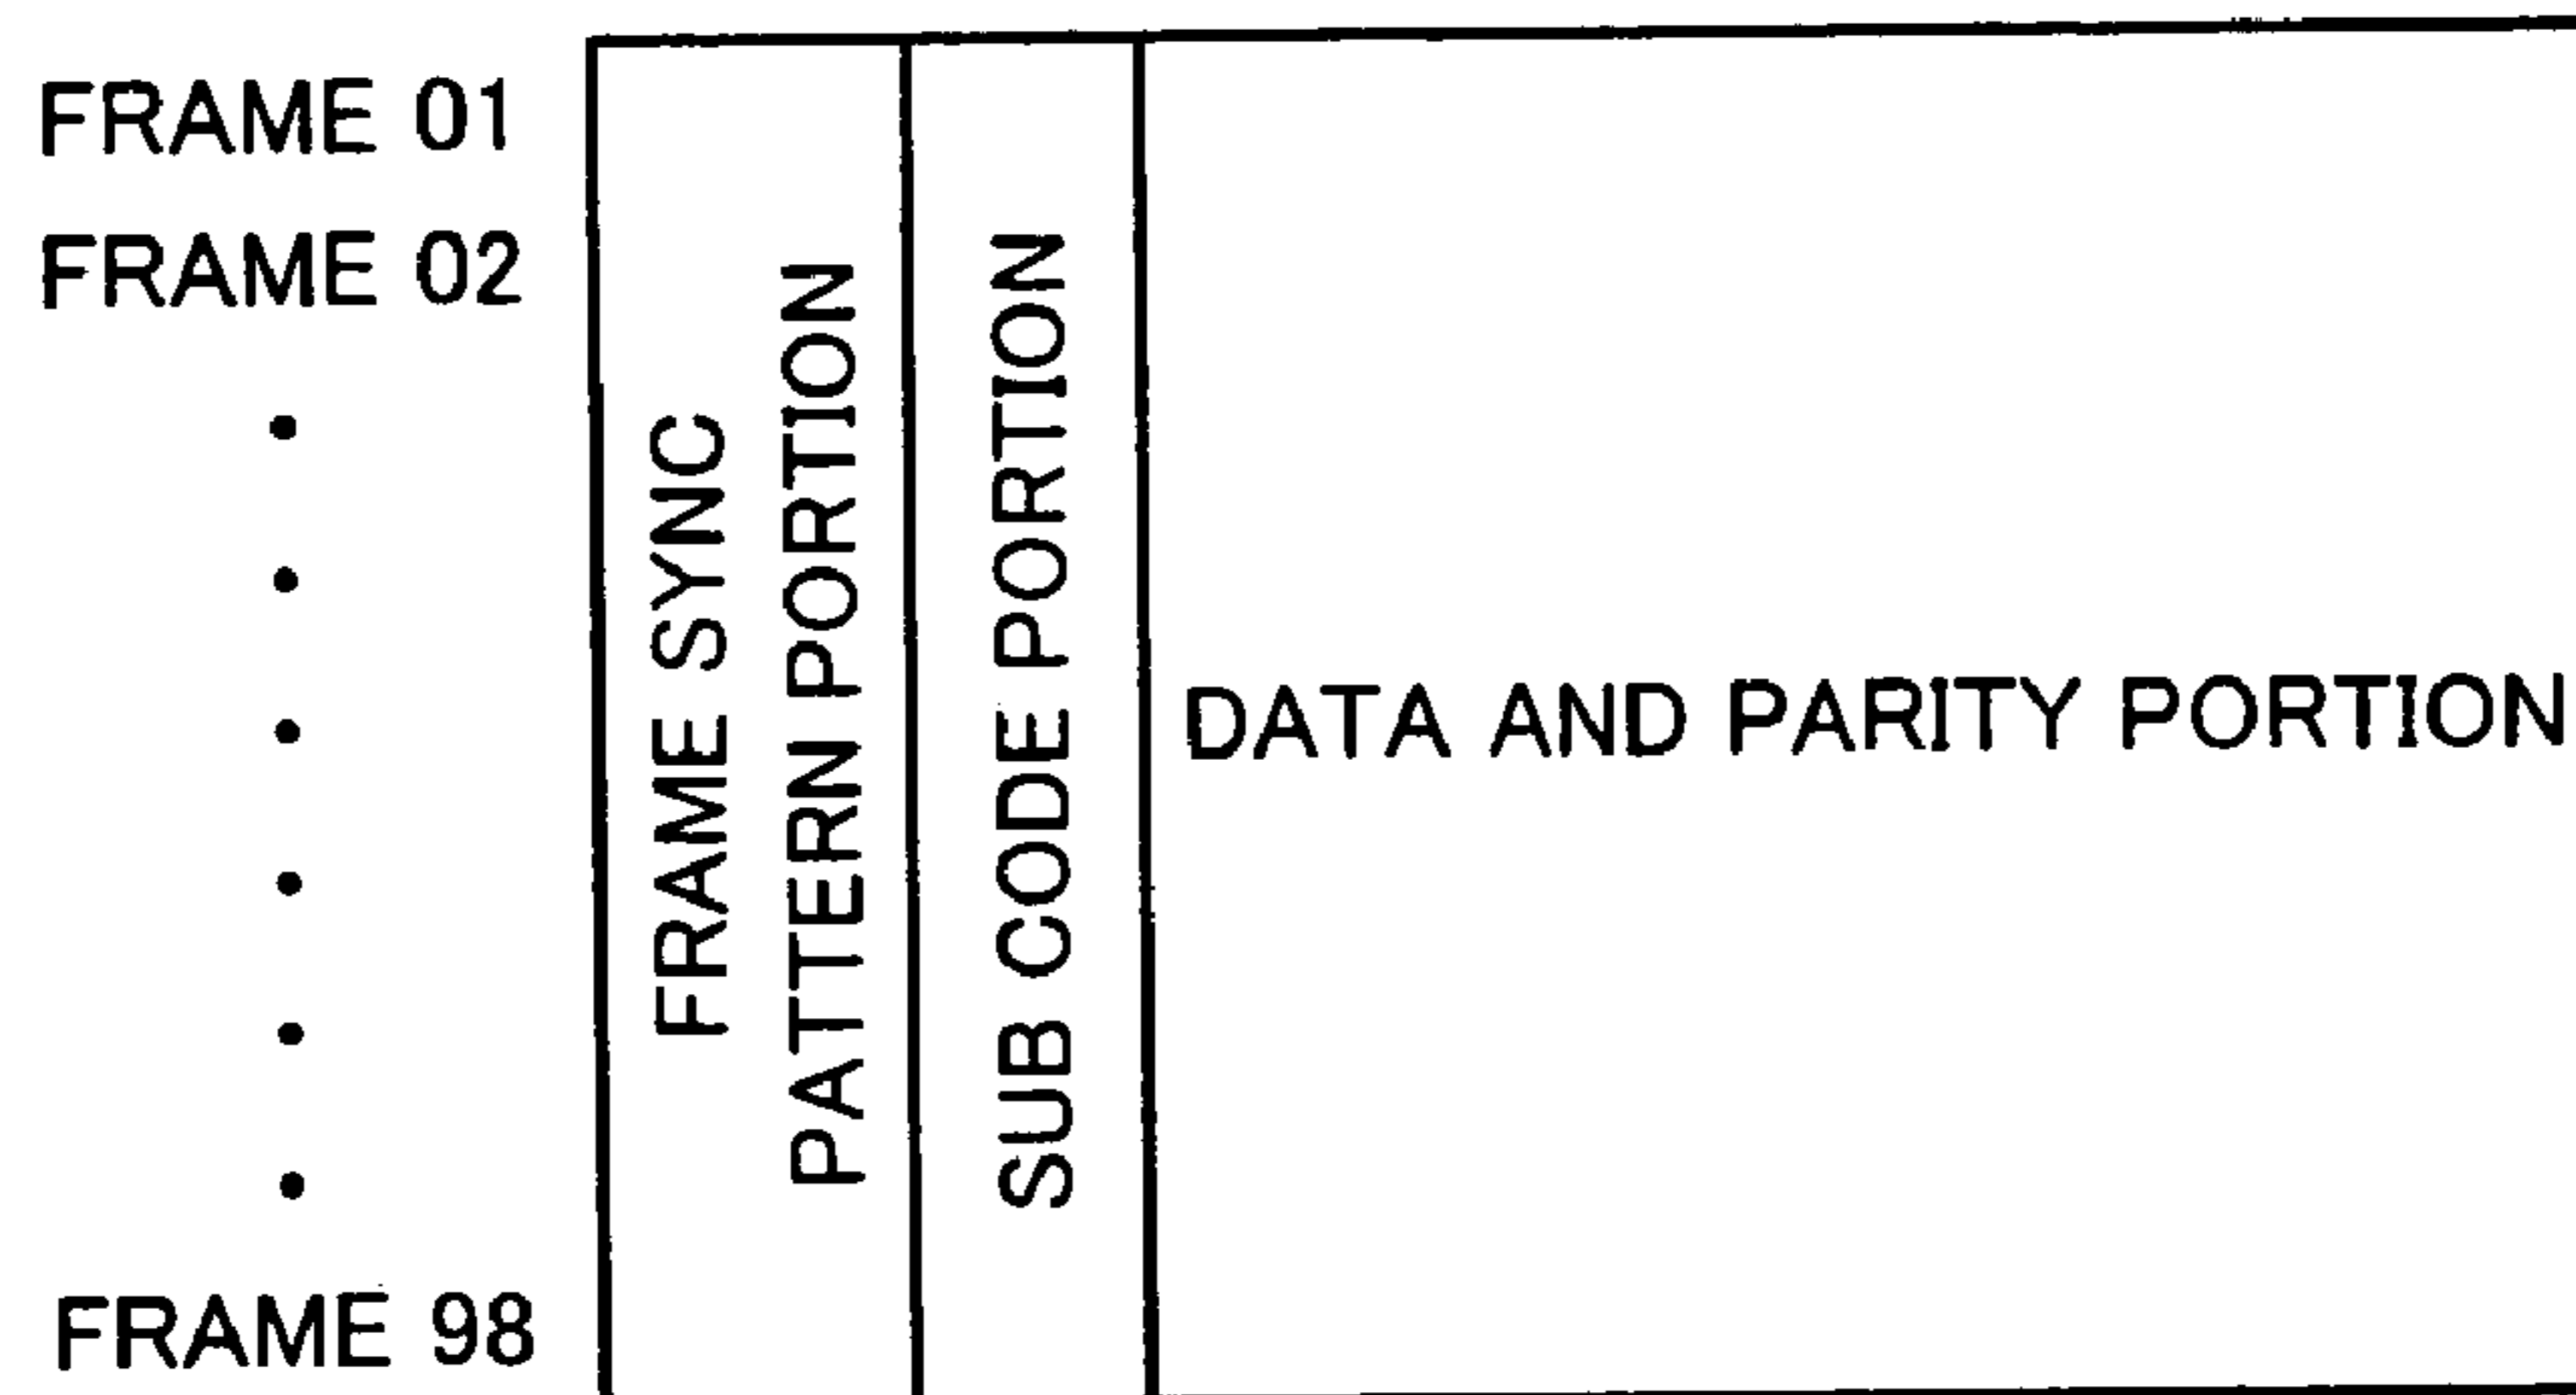 FRAME 01
FRAME 02
FRAME 98
FRAME SYNC
PATTERN PORTION
SUB CODE PORTION
DATA AND PARITY PORTION